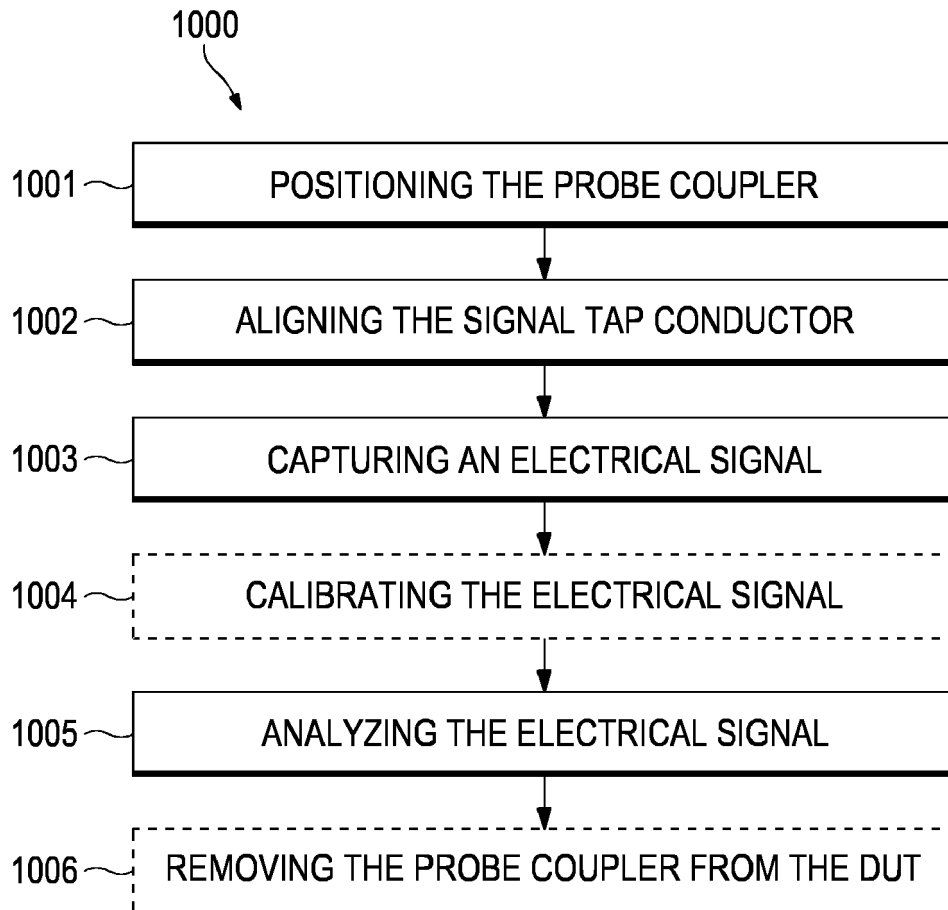 1000
1001 POSITIONING THE PROBE COUPLER
1002 ALIGNING THE SIGNAL TAP CONDUCTOR
1003 CAPTURING AN ELECTRICAL SIGNAL
1004 CALIBRATING THE ELECTRICAL SIGNAL
1005 ANALYZING THE ELECTRICAL SIGNAL
1006 REMOVING THE PROBE COUPLER FROM THE DUT